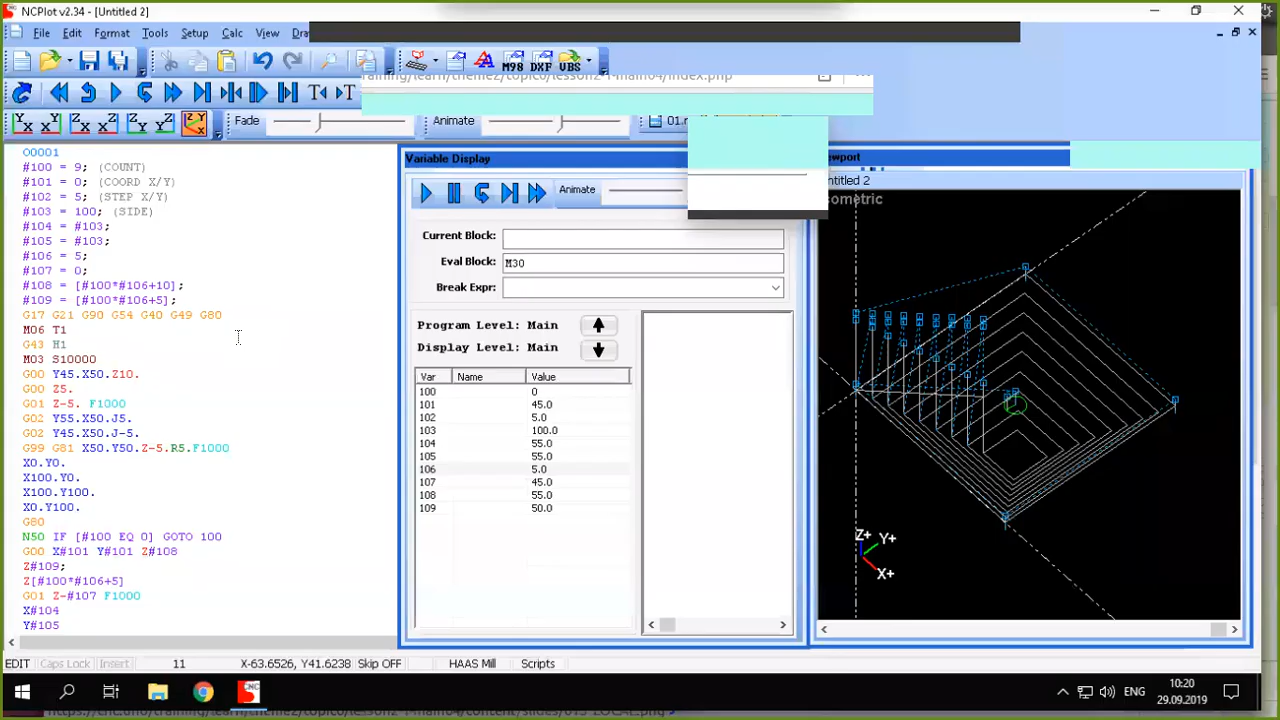 NCPlot v2.34 - [Untitled 2]
File Edit Format Tools Setup Calc View
M98 DXF VBS
Fade Animate 01.
O0001
#100 = 9; (COUNT)
#101 = 0; (COORD X/Y)
#102 = 5; (STEP X/Y)
#103 = 100; (SIDE)
#104 = #103;
#105 = #103;
#106 = 5;
#107 = 0;
#108 = [#100*#106+10];
#109 = [#100*#106+5];
G17 G21 G90 G54 G40 G49 G80
M06 T1
G43 H1
M03 S10000
G00 Y45.X50.Z10.
G00 Z5.
G01 Z-5. F1000
G02 Y55.X50.J5.
G02 Y45.X50.J-5.
G99 G81 X50.Y50.Z-5.R5.F1000
X0.Y0.
X100.Y0.
X100.Y100.
X0.Y100.
G80
N50 IF [#100 EQ 0] GOTO 100
G00 X#101 Y#101 Z#108
Z#109;
Z[#100*#106+5]
G01 Z-#107 F1000
X#104
Y#105
Variable Display
Animate
Current Block:
Eval Block: M30
Break Expr:
Program Level: Main
Display Level: Main
Var Name Value
100 0
101 45.0
102 5.0
103 100.0
104 55.0
105 55.0
106 5.0
107 45.0
108 55.0
109 50.0
Z+
Y+
X+
EDIT Caps Lock Insert 11 X-63.6526, Y41.6238 Skip OFF HAAS Mill Scripts
ENG
10:20
29.09.2019